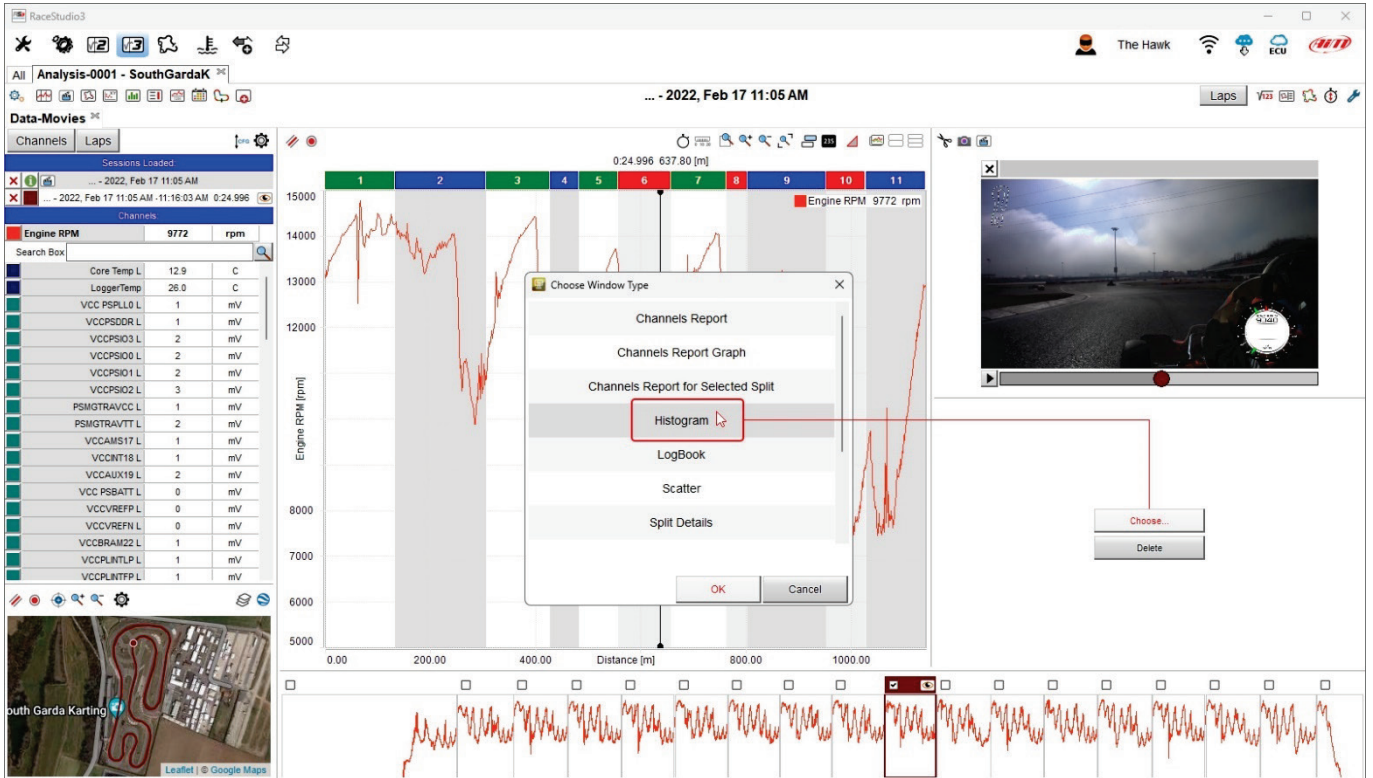 RaceStudio3
The Hawk
ECU
AiM
All Analysis-0001 - SouthGardaK
... - 2022, Feb 17 11:05 AM
Laps
Data-Movies
Channels Laps
CFG
0:24.996 637.80 [m]
Sessions Loaded:
... - 2022, Feb 17 11:05 AM
... - 2022, Feb 17 11:05 AM -11:16:03 AM 0:24.996
Channels
Engine RPM 9772 rpm
Search Box
Core Temp L 12.9 C
LoggerTemp 26.0 C
VCC PSPLL0 L 1 mV
VCCPSDDR L 1 mV
VCCPSIO3 L 2 mV
VCCPSIO0 L 2 mV
VCCPSIO1 L 2 mV
VCCPSIO2 L 3 mV
PSMGTRAVCC L 1 mV
PSMGTRAVTT L 2 mV
VCCAMS17 L 1 mV
VCCINT18 L 1 mV
VCCAUX19 L 2 mV
VCC PSBATT L 0 mV
VCCVREFP L 0 mV
VCCVREFN L 0 mV
VCCBRAM22 L 1 mV
VCCPLINTLP L 1 mV
VCCPLINTFP L 1 mV
1 2 3 4 5 6 7 8 9 10 11
Engine RPM 9772 rpm
15000
14000
13000
12000
8000
7000
6000
5000
Engine RPM [rpm]
0.00 200.00 400.00 Distance [m] 800.00 1000.00
Choose Window Type
Channels Report
Channels Report Graph
Channels Report for Selected Split
Histogram
LogBook
Scatter
Split Details
OK Cancel
Choose...
Delete
outh Garda Karting
Leaflet | © Google Maps